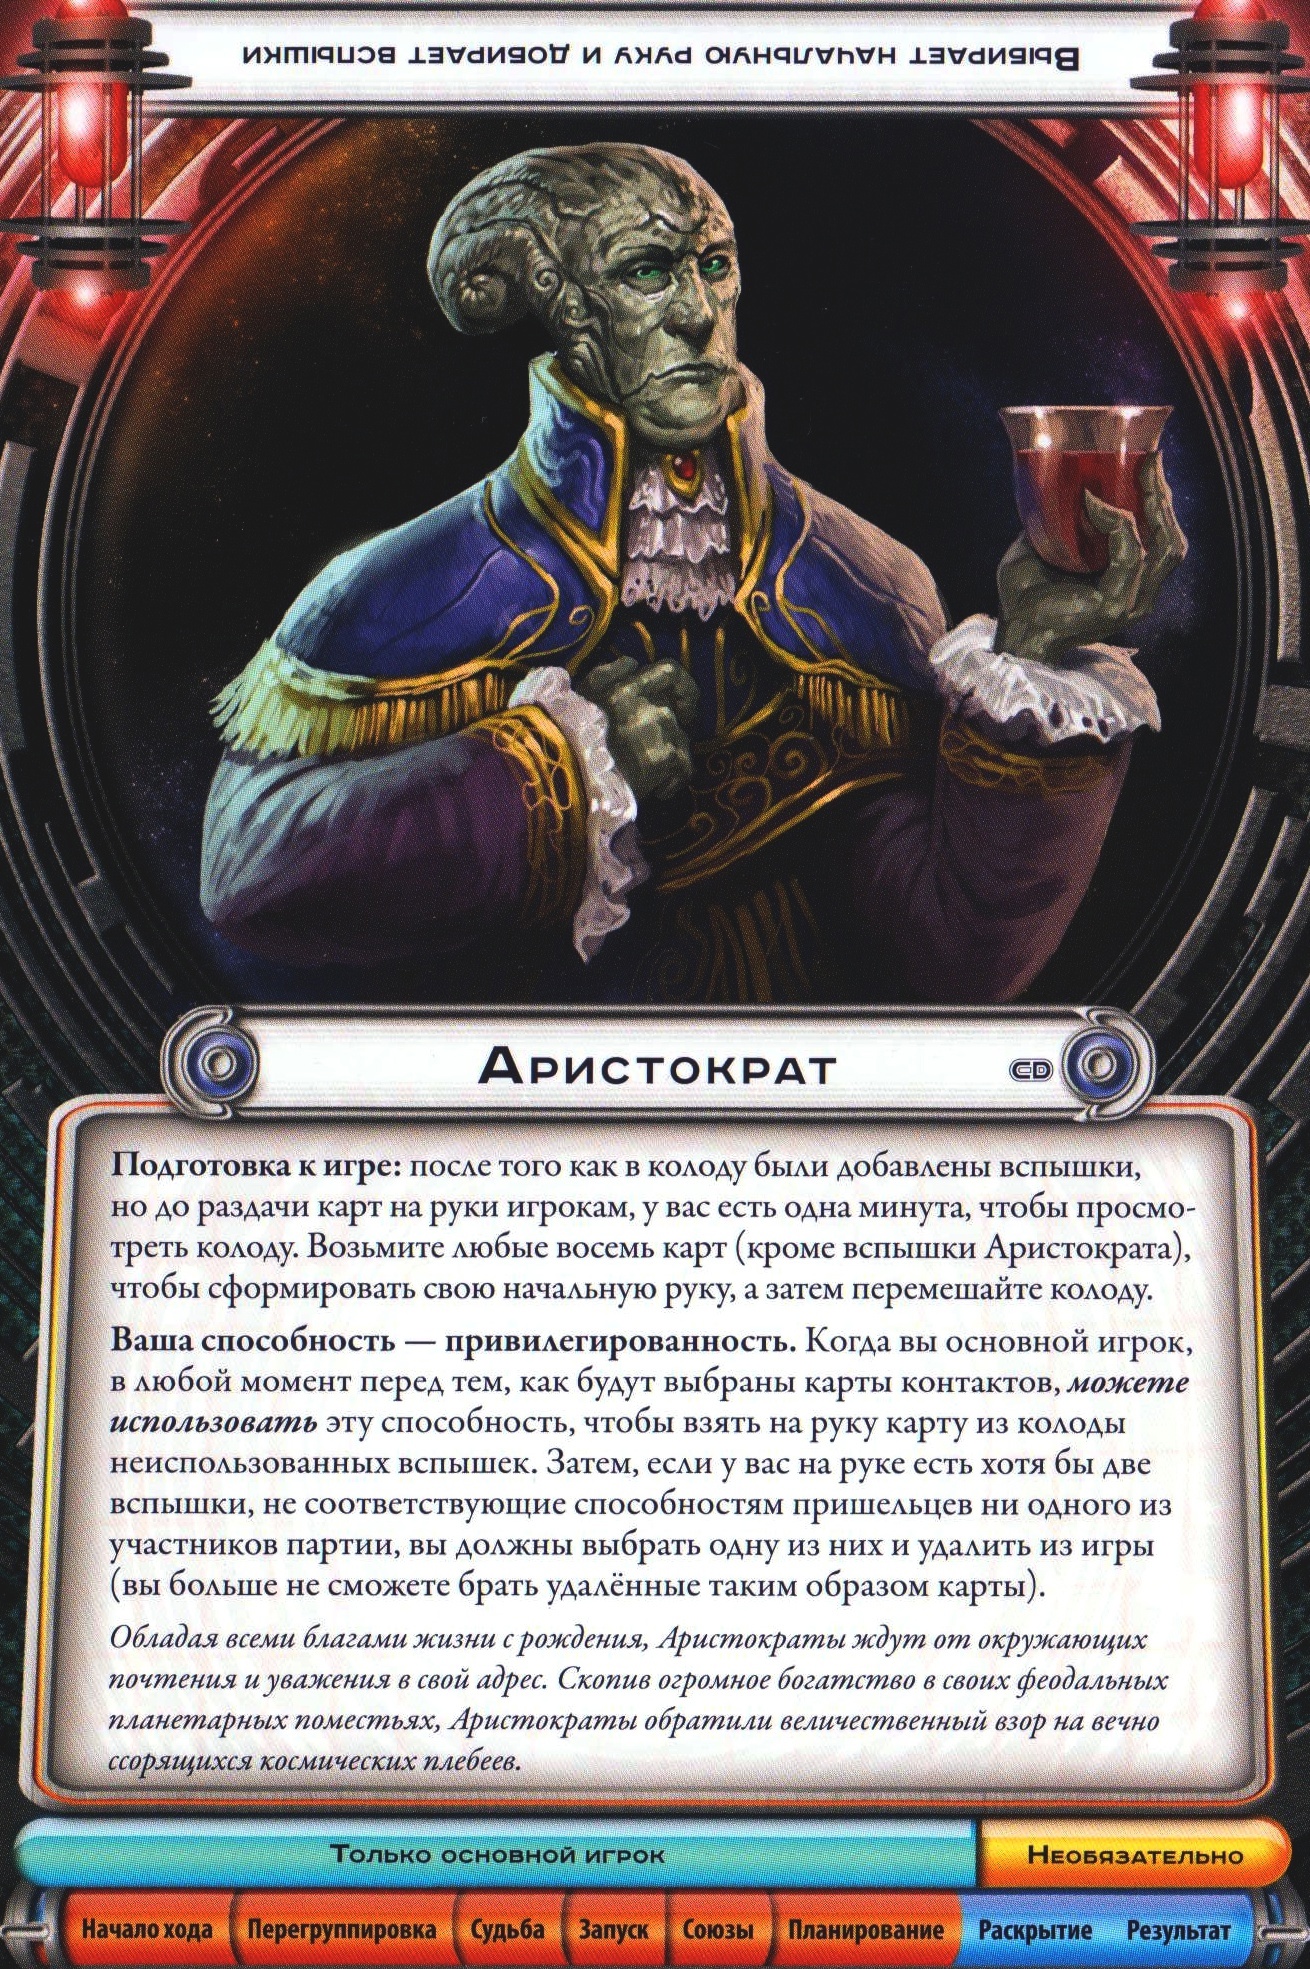 Выбирает начальную руку и добирает вспышки
Аристократ
CD
Подготовка к игре: после того как в колоду были добавлены вспышки,
но до раздачи карт на руки игрокам, у вас есть одна минута, чтобы просмо-
треть колоду. Возьмите любые восемь карт (кроме вспышки Аристократа),
чтобы сформировать свою начальную руку, а затем перемешайте колоду.
Ваша способность — привилегированность. Когда вы основной игрок,
в любой момент перед тем, как будут выбраны карты контактов, можете
использовать эту способность, чтобы взять на руку карту из колоды
неиспользованных вспышек. Затем, если у вас на руке есть хотя бы две
вспышки, не соответствующие способностям пришельцев ни одного из
участников партии, вы должны выбрать одну из них и удалить из игры
(вы больше не сможете брать удалённые таким образом карты).
Обладая всеми благами жизни с рождения, Аристократы ждут от окружающих
почтения и уважения в свой адрес. Скопив огромное богатство в своих феодальных
планетарных поместьях, Аристократы обратили величественный взор на вечно
ссорящихся космических плебеев.
Только основной игрок Необязательно
Начало хода Перегруппировка Судьба Запуск Союзы Планирование Раскрытие Результат